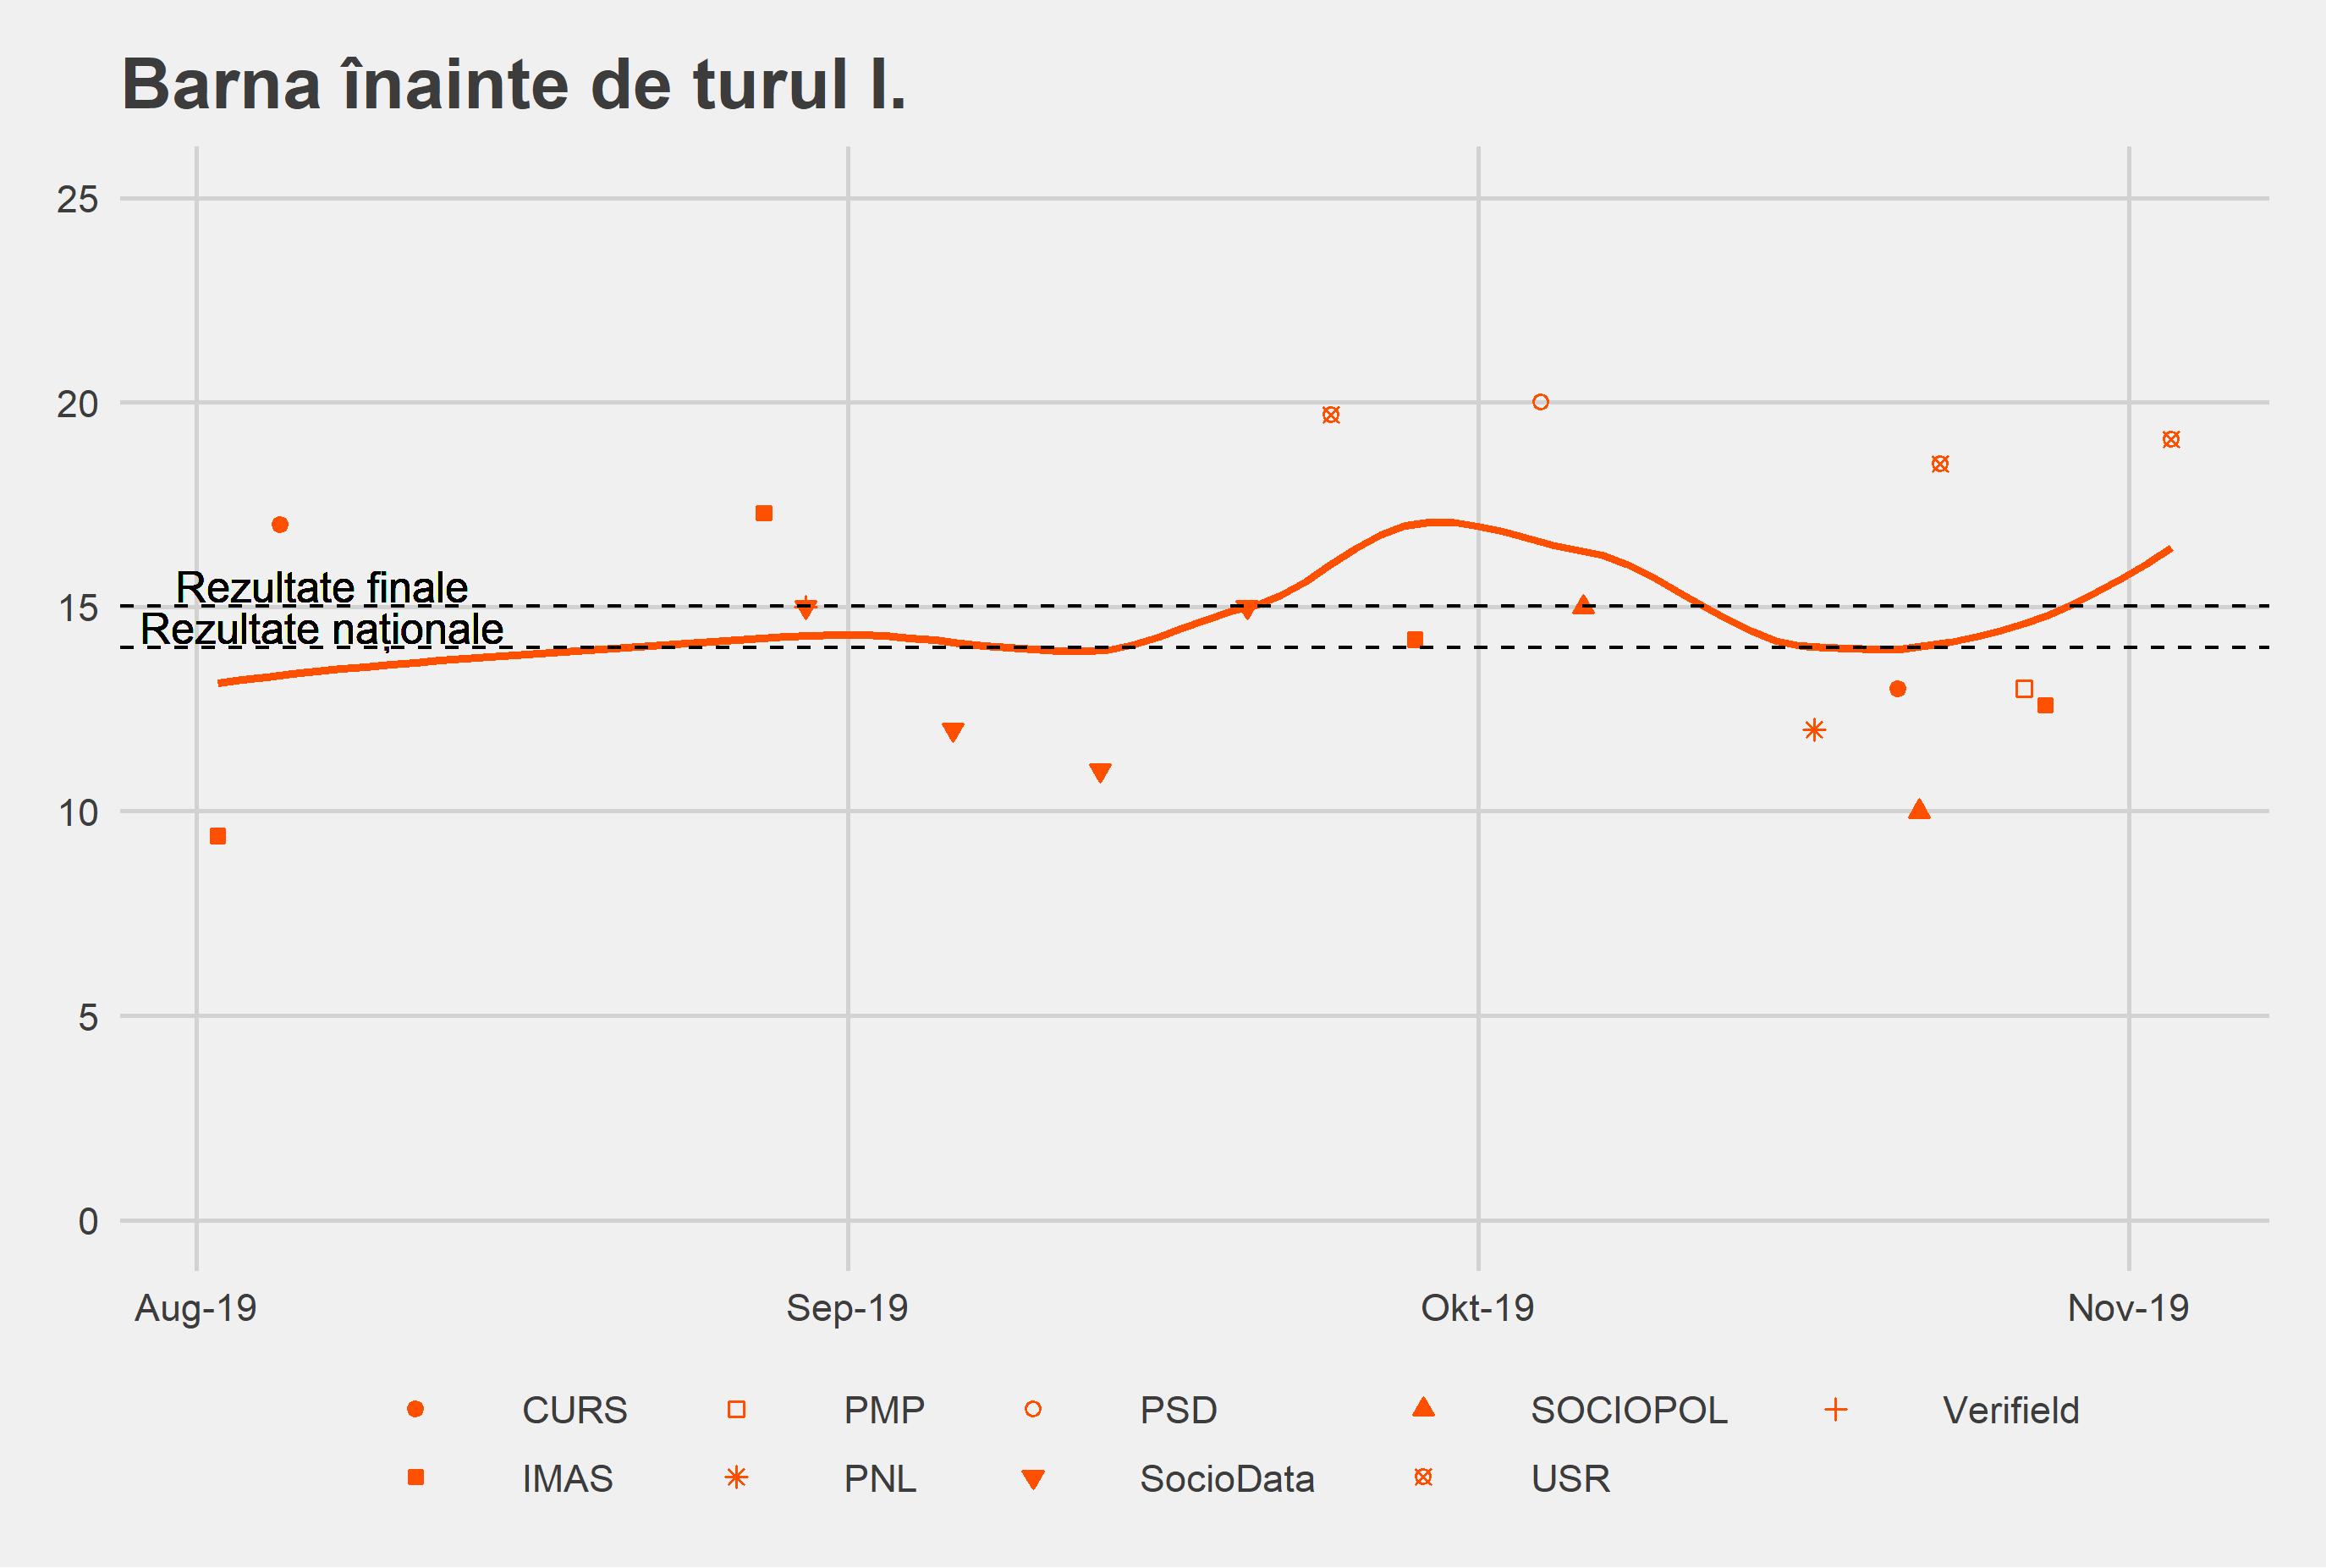 Barna înainte de turul I.
25
20
Rezultate finale
15
Rezultate naționale
10
5
0
Aug-19 Sep-19 Okt-19 Nov-19
CURS PMP PSD SOCIOPOL Verifield
IMAS PNL SocioData USR